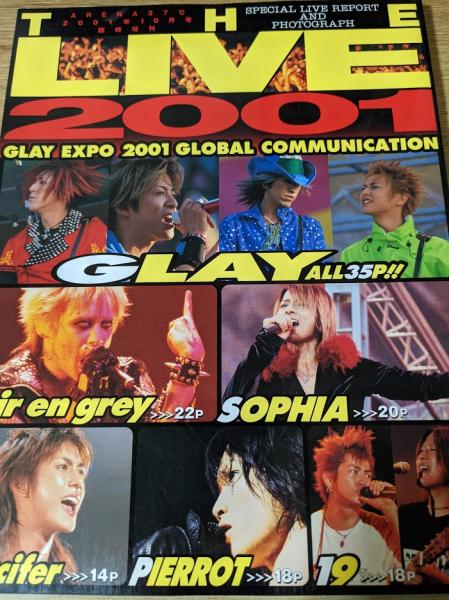 THE
ARENA37℃
2001年10月号
臨時増刊
SPECIAL LIVE REPORT
AND
PHOTOGRAPH
LIVE
2001
GLAY EXPO 2001 GLOBAL COMMUNICATION
GLAY ALL35P!!
ir en grey >>>22P
SOPHIA >>>20P
cifer >>>14P
PIERROT >>>18P
19 >>>18P